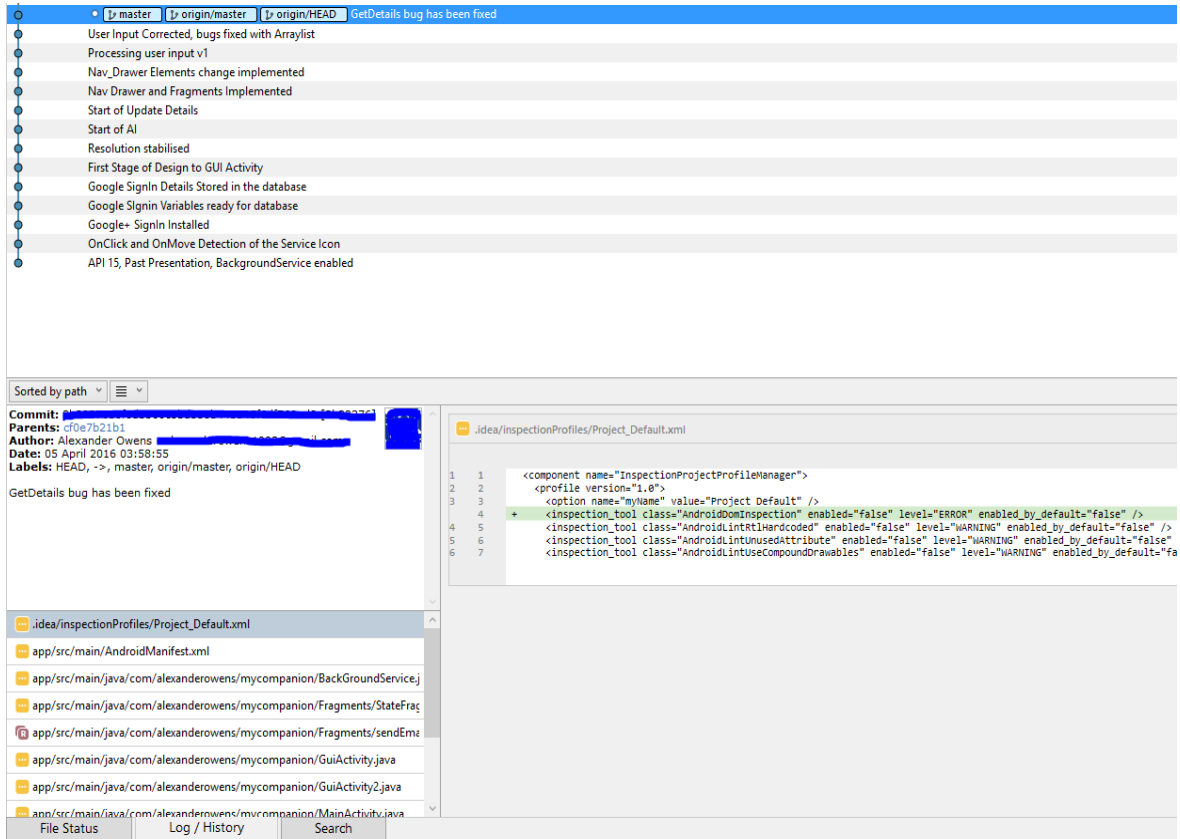 master origin/master origin/HEAD GetDetails bug has been fixed
User Input Corrected, bugs fixed with Arraylist
Processing user input v1
Nav_Drawer Elements change implemented
Nav Drawer and Fragments Implemented
Start of Update Details
Start of AI
Resolution stabilised
First Stage of Design to GUI Activity
Google SignIn Details Stored in the database
Google SIgnin Variables ready for database
Google+ SignIn Installed
OnClick and OnMove Detection of the Service Icon
API 15, Past Presentation, BackgroundService enabled
Sorted by path
Commit:
Parents: cf0e7b21b1
Author: Alexander Owens
Date: 05 April 2016 03:58:55
Labels: HEAD, ->, master, origin/master, origin/HEAD
GetDetails bug has been fixed
.idea/inspectionProfiles/Project_Default.xml
app/src/main/AndroidManifest.xml
app/src/main/java/com/alexanderowens/mycompanion/BackGroundService.j
app/src/main/java/com/alexanderowens/mycompanion/Fragments/StateFrag
app/src/main/java/com/alexanderowens/mycompanion/Fragments/sendEma
app/src/main/java/com/alexanderowens/mycompanion/GuiActivity.java
app/src/main/java/com/alexanderowens/mycompanion/GuiActivity2.java
app/src/main/java/com/alexanderowens/mycompanion/MainActivity.java
.idea/inspectionProfiles/Project_Default.xml
1 1 <component name="InspectionProjectProfileManager">
2 2 <profile version="1.0">
3 3 <option name="myName" value="Project Default" />
4 + <inspection_tool class="AndroidDomInspection" enabled="false" level="ERROR" enabled_by_default="false" />
4 5 <inspection_tool class="AndroidLintRtlHardcoded" enabled="false" level="WARNING" enabled_by_default="false" />
5 6 <inspection_tool class="AndroidLintUnusedAttribute" enabled="false" level="WARNING" enabled_by_default="false"
6 7 <inspection_tool class="AndroidLintUseCompoundDrawables" enabled="false" level="WARNING" enabled_by_default="fa
File Status Log / History Search